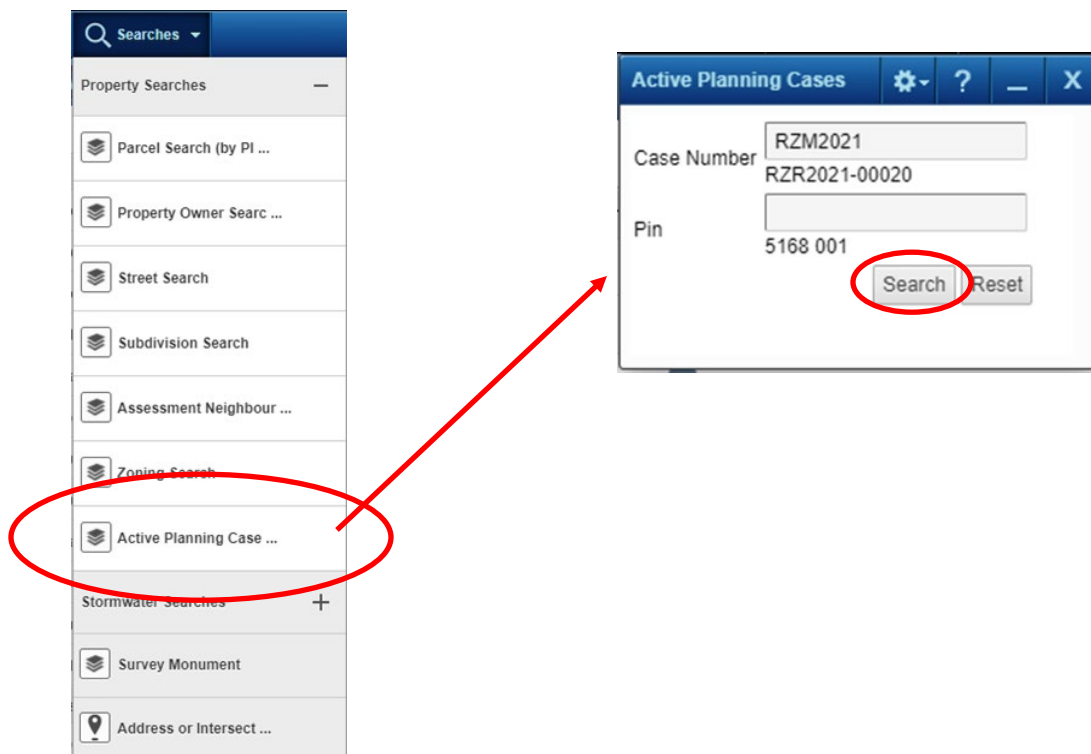 Searches
Property Searches
Parcel Search (by PI ...
Property Owner Searc ...
Street Search
Subdivision Search
Assessment Neighbour ...
Zoning Search
Active Planning Case ...
Stormwater Searches
Survey Monument
Address or Intersect ...
Active Planning Cases ? _ X
Case Number RZM2021
RZR2021-00020
Pin
5168 001
Search Reset